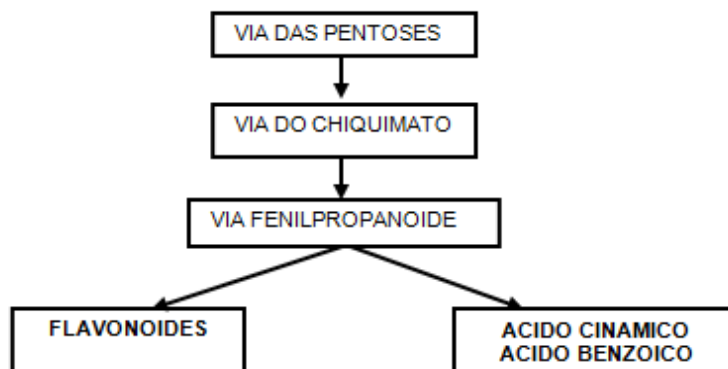 VIA DAS PENTOSES
VIA DO CHIQUIMATO
VIA FENILPROPANOIDE
FLAVONOIDES
ACIDO CINAMICO
ACIDO BENZOICO